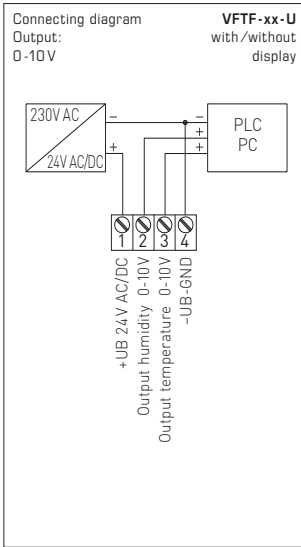 Connecting diagram
Output:
0-10 V
VFTF-xx-U
with/without
display
230V AC
24V AC/DC
–
+
–
+
+
PLC
PC
1 2 3 4
+UB 24V AC/DC
Output humidity 0-10V
Output temperature 0-10V
–UB-GND